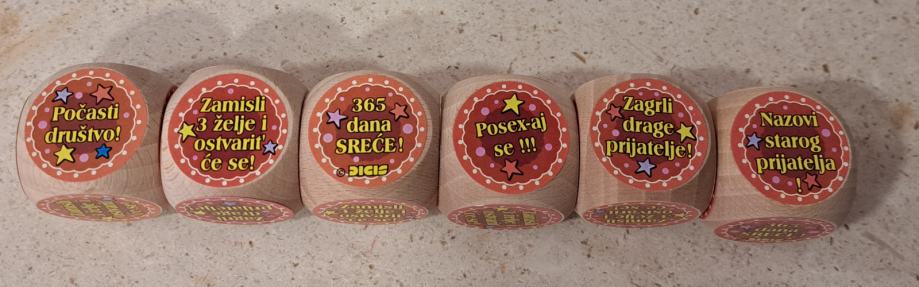 Počasti
društvo!
Zamisli
3 želje i
ostvarit
će se!
365
dana
SREĆE!
© DIGIS
Posex-aj
se !!!
Zagrli
drage
prijatelje!
Nazovi
starog
prijatelja
!